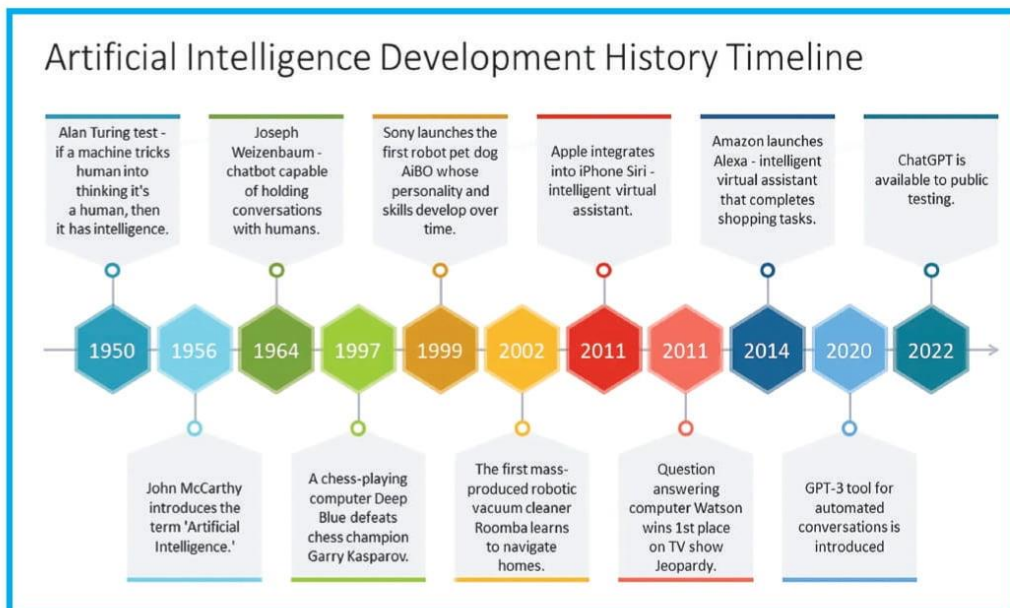 Artificial Intelligence Development History Timeline
Alan Turing test -
if a machine tricks
human into
thinking it's
a human, then
it has intelligence.
Joseph
Weizenbaum -
chatbot capable
of holding
conversations
with humans.
Sony launches the
first robot pet dog
AiBO whose
personality and
skills develop over
time.
Apple integrates
into iPhone Siri -
intelligent virtual
assistant.
Amazon launches
Alexa - intelligent
virtual assistant
that completes
shopping tasks.
ChatGPT is
available to public
testing.
1950 1956 1964 1997 1999 2002 2011 2011 2014 2020 2022
John McCarthy
introduces the
term 'Artificial
Intelligence.'
A chess-playing
computer Deep
Blue defeats
chess champion
Garry Kasparov.
The first mass-
produced robotic
vacuum cleaner
Roomba learns
to navigate
homes.
Question
answering
computer Watson
wins 1st place
on TV show
Jeopardy.
GPT-3 tool for
automated
conversations is
introduced